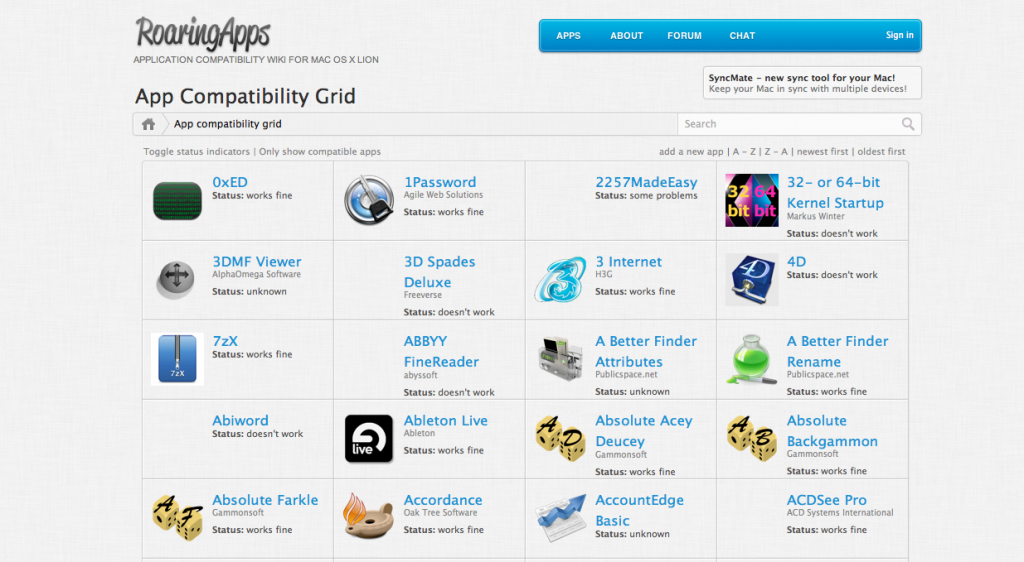 RoaringApps
APPLICATION COMPATIBILITY WIKI FOR MAC OS X LION
APPS ABOUT FORUM CHAT Sign in
SyncMate - new sync tool for your Mac!
Keep your Mac in sync with multiple devices!
App Compatibility Grid
App compatibility grid
Search
Toggle status indicators | Only show compatible apps
add a new app | A - Z | Z - A | newest first | oldest first
0xED
Status: works fine
1Password
Agile Web Solutions
Status: works fine
2257MadeEasy
Status: some problems
32 64
bit bit
32- or 64-bit
Kernel Startup
Markus Winter
Status: doesn't work
3DMF Viewer
AlphaOmega Software
Status: unknown
3D Spades
Deluxe
Freeverse
Status: doesn't work
3 Internet
H3G
Status: works fine
4D
4D
Status: doesn't work
7zX
7zX
Status: works fine
ABBYY
FineReader
abyssoft
Status: doesn't work
A Better Finder
Attributes
Publicspace.net
Status: unknown
A Better Finder
Rename
Publicspace.net
Status: works fine
Abiword
Status: doesn't work
live
Ableton Live
Ableton
Status: works fine
A D
Absolute Acey
Deucey
Gammonsoft
Status: works fine
A B
Absolute
Backgammon
Gammonsoft
Status: works fine
A F
Absolute Farkle
Gammonsoft
Status: works fine
Accordance
Oak Tree Software
Status: works fine
AccountEdge
Basic
Status: unknown
ACDSee Pro
ACD Systems International
Status: works fine